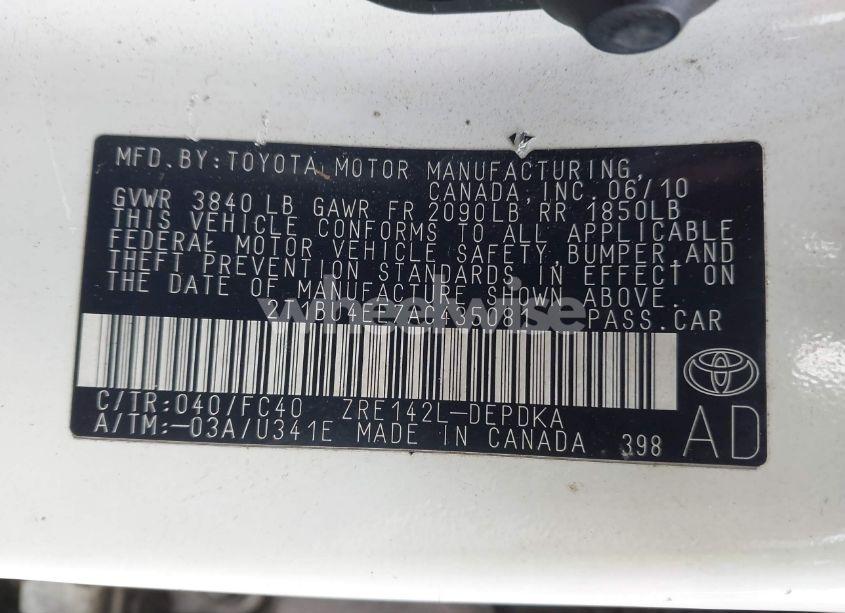 MFD. BY: TOYOTA MOTOR MANUFACTURING,
CANADA, INC. 06/10
GVWR 3840 LB GAWR FR 2090LB RR 1850LB
THIS VEHICLE CONFORMS TO ALL APPLICABLE
FEDERAL MOTOR VEHICLE SAFETY, BUMPER, AND
THEFT PREVENTION STANDARDS IN EFFECT ON
THE DATE OF MANUFACTURE SHOWN ABOVE.
wheelwise
PASS. CAR
C/TR: 040/FC40 ZRE142L-DEPDKA
A/TM: -03A/U341E MADE IN CANADA 398
AD